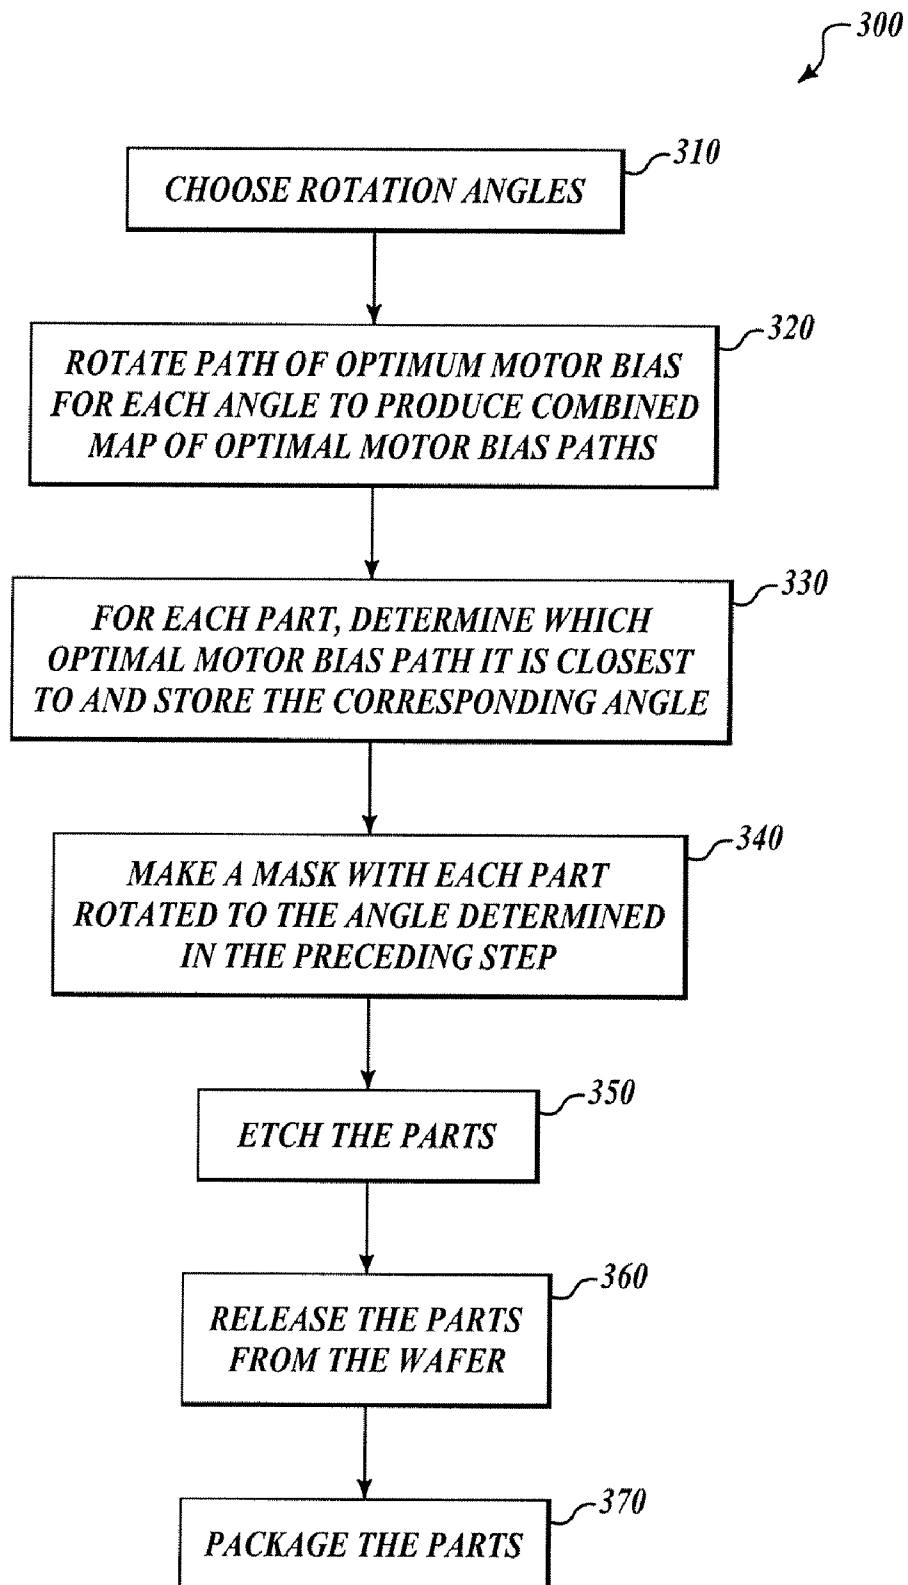 300
310
CHOOSE ROTATION ANGLES
320
ROTATE PATH OF OPTIMUM MOTOR BIAS
FOR EACH ANGLE TO PRODUCE COMBINED
MAP OF OPTIMAL MOTOR BIAS PATHS
330
FOR EACH PART, DETERMINE WHICH
OPTIMAL MOTOR BIAS PATH IT IS CLOSEST
TO AND STORE THE CORRESPONDING ANGLE
340
MAKE A MASK WITH EACH PART
ROTATED TO THE ANGLE DETERMINED
IN THE PRECEDING STEP
350
ETCH THE PARTS
360
RELEASE THE PARTS
FROM THE WAFER
370
PACKAGE THE PARTS